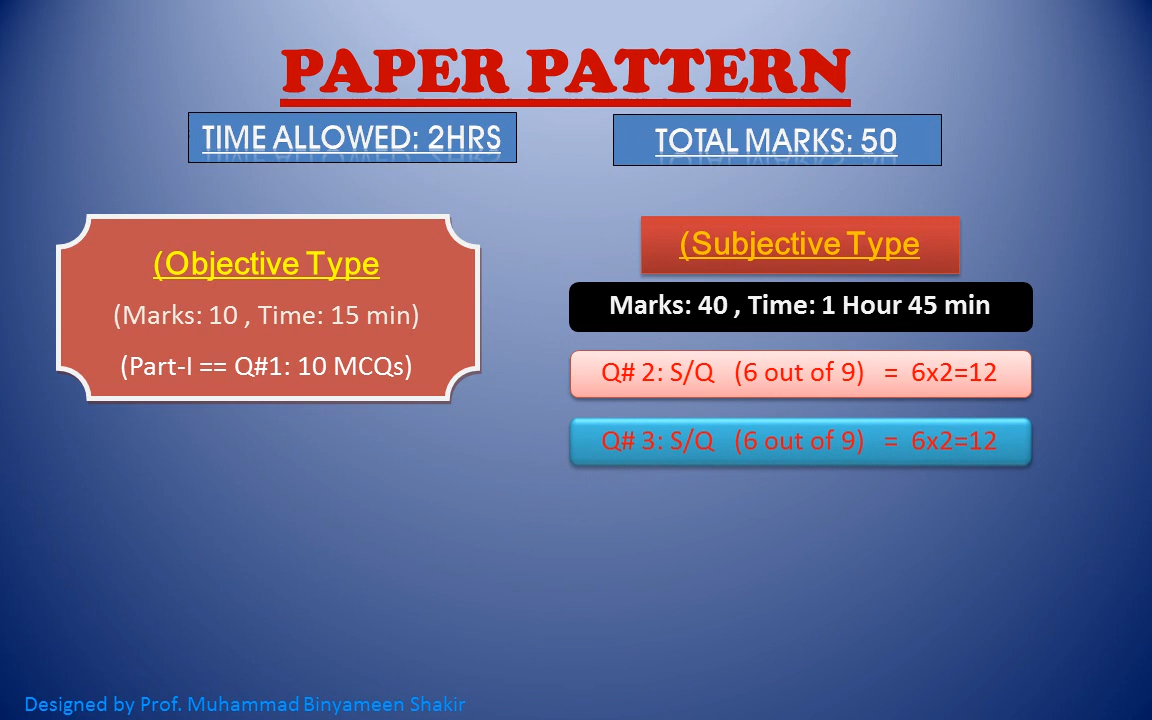 PAPER PATTERN
TIME ALLOWED: 2HRS
TOTAL MARKS: 50
(Objective Type
(Marks: 10 , Time: 15 min)
(Part-I == Q#1: 10 MCQs)
(Subjective Type
Marks: 40 , Time: 1 Hour 45 min
Q# 2: S/Q (6 out of 9) = 6x2=12
Q# 3: S/Q (6 out of 9) = 6x2=12
Designed by Prof. Muhammad Binyameen Shakir